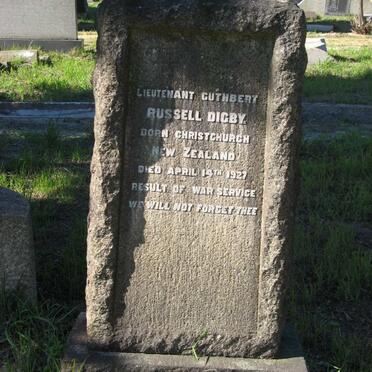 LIEUTENANT CUTHBERT
RUSSELL DIGBY.
BORN CHRISTCHURCH
NEW ZEALAND
DIED APRIL 14TH 1927
RESULT OF WAR SERVICE
WE WILL NOT FORGET THEE